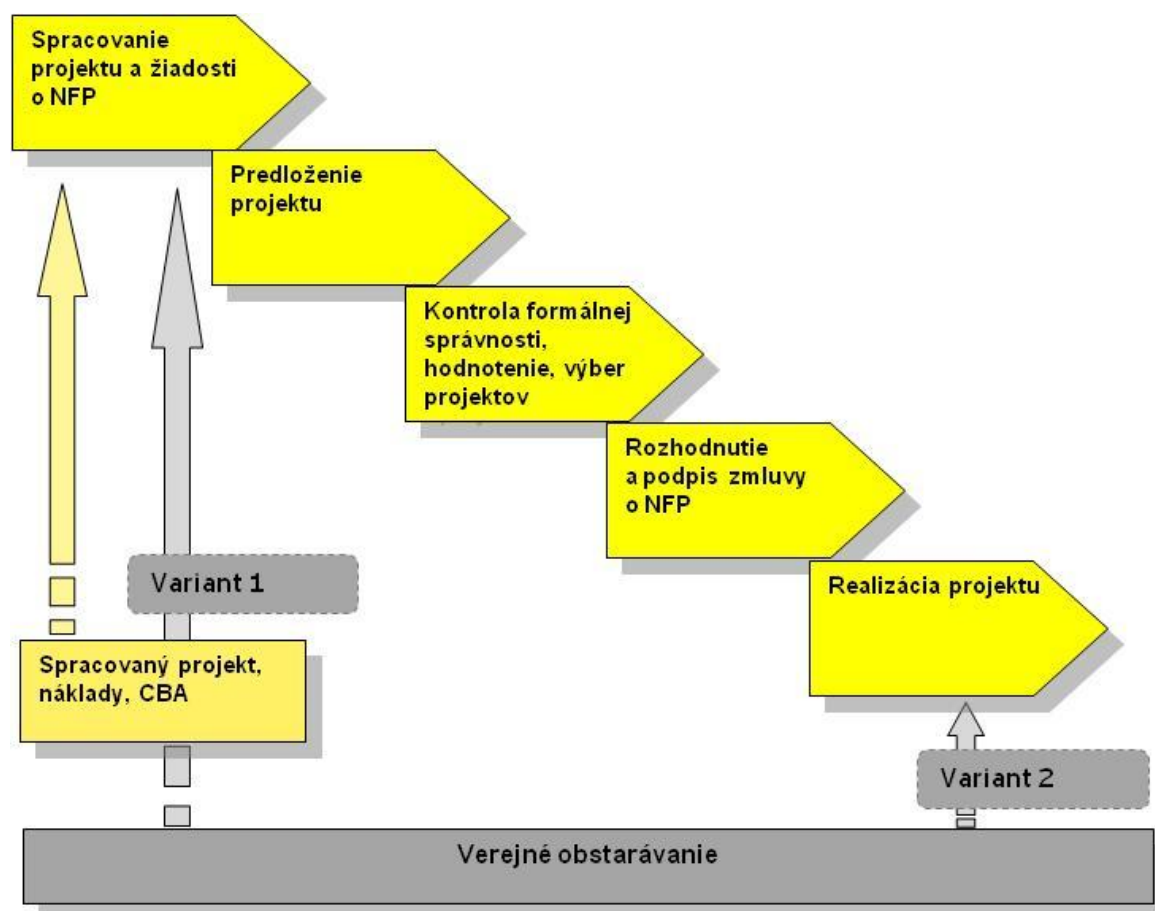 Spracovanie
projektu a žiadosti
o NFP
Predloženie
projektu
Kontrola formálnej
správnosti,
hodnotenie, výber
projektov
Rozhodnutie
a podpis zmluvy
o NFP
Variant 1
Realizácia projektu
Spracovaný projekt,
náklady, CBA
Variant 2
Verejné obstarávanie